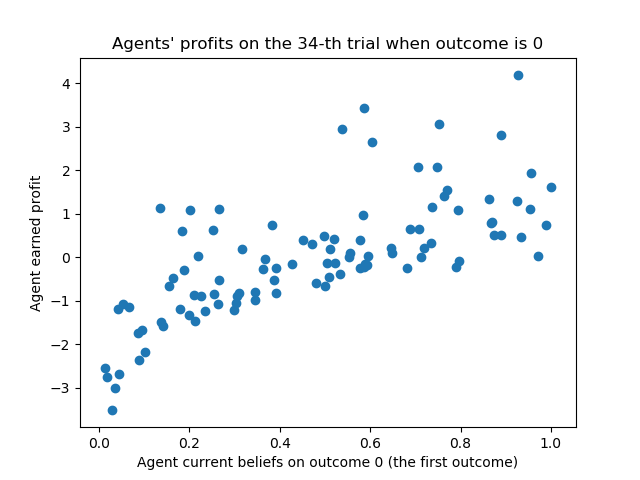 Agents' profits on the 34-th trial when outcome is 0
Agent earned profit
4
3
2
1
0
−1
−2
−3
0.0 0.2 0.4 0.6 0.8 1.0
Agent current beliefs on outcome 0 (the first outcome)